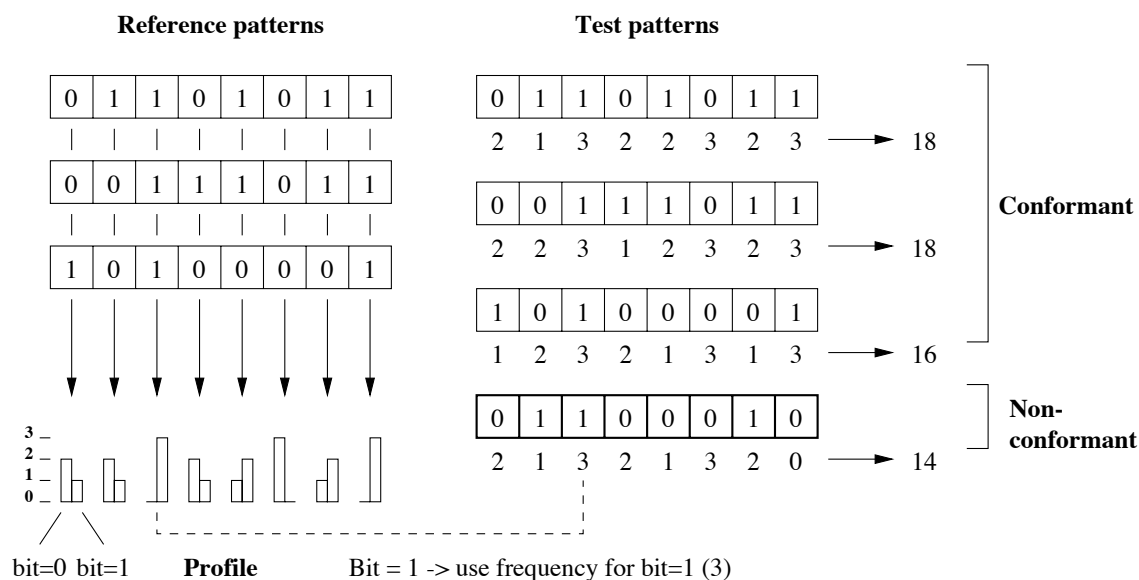 Reference patterns
0 1 1 0 1 0 1 1
0 0 1 1 1 0 1 1
1 0 1 0 0 0 0 1
3
2
1
0
bit=0 bit=1
Profile
Test patterns
0 1 1 0 1 0 1 1
2 1 3 2 2 3 2 3
18
0 0 1 1 1 0 1 1
2 2 3 1 2 3 2 3
18
1 0 1 0 0 0 0 1
1 2 3 2 1 3 1 3
16
Conformant
0 1 1 0 0 0 1 0
2 1 3 2 1 3 2 0
14
Non-
conformant
Bit = 1 -> use frequency for bit=1 (3)